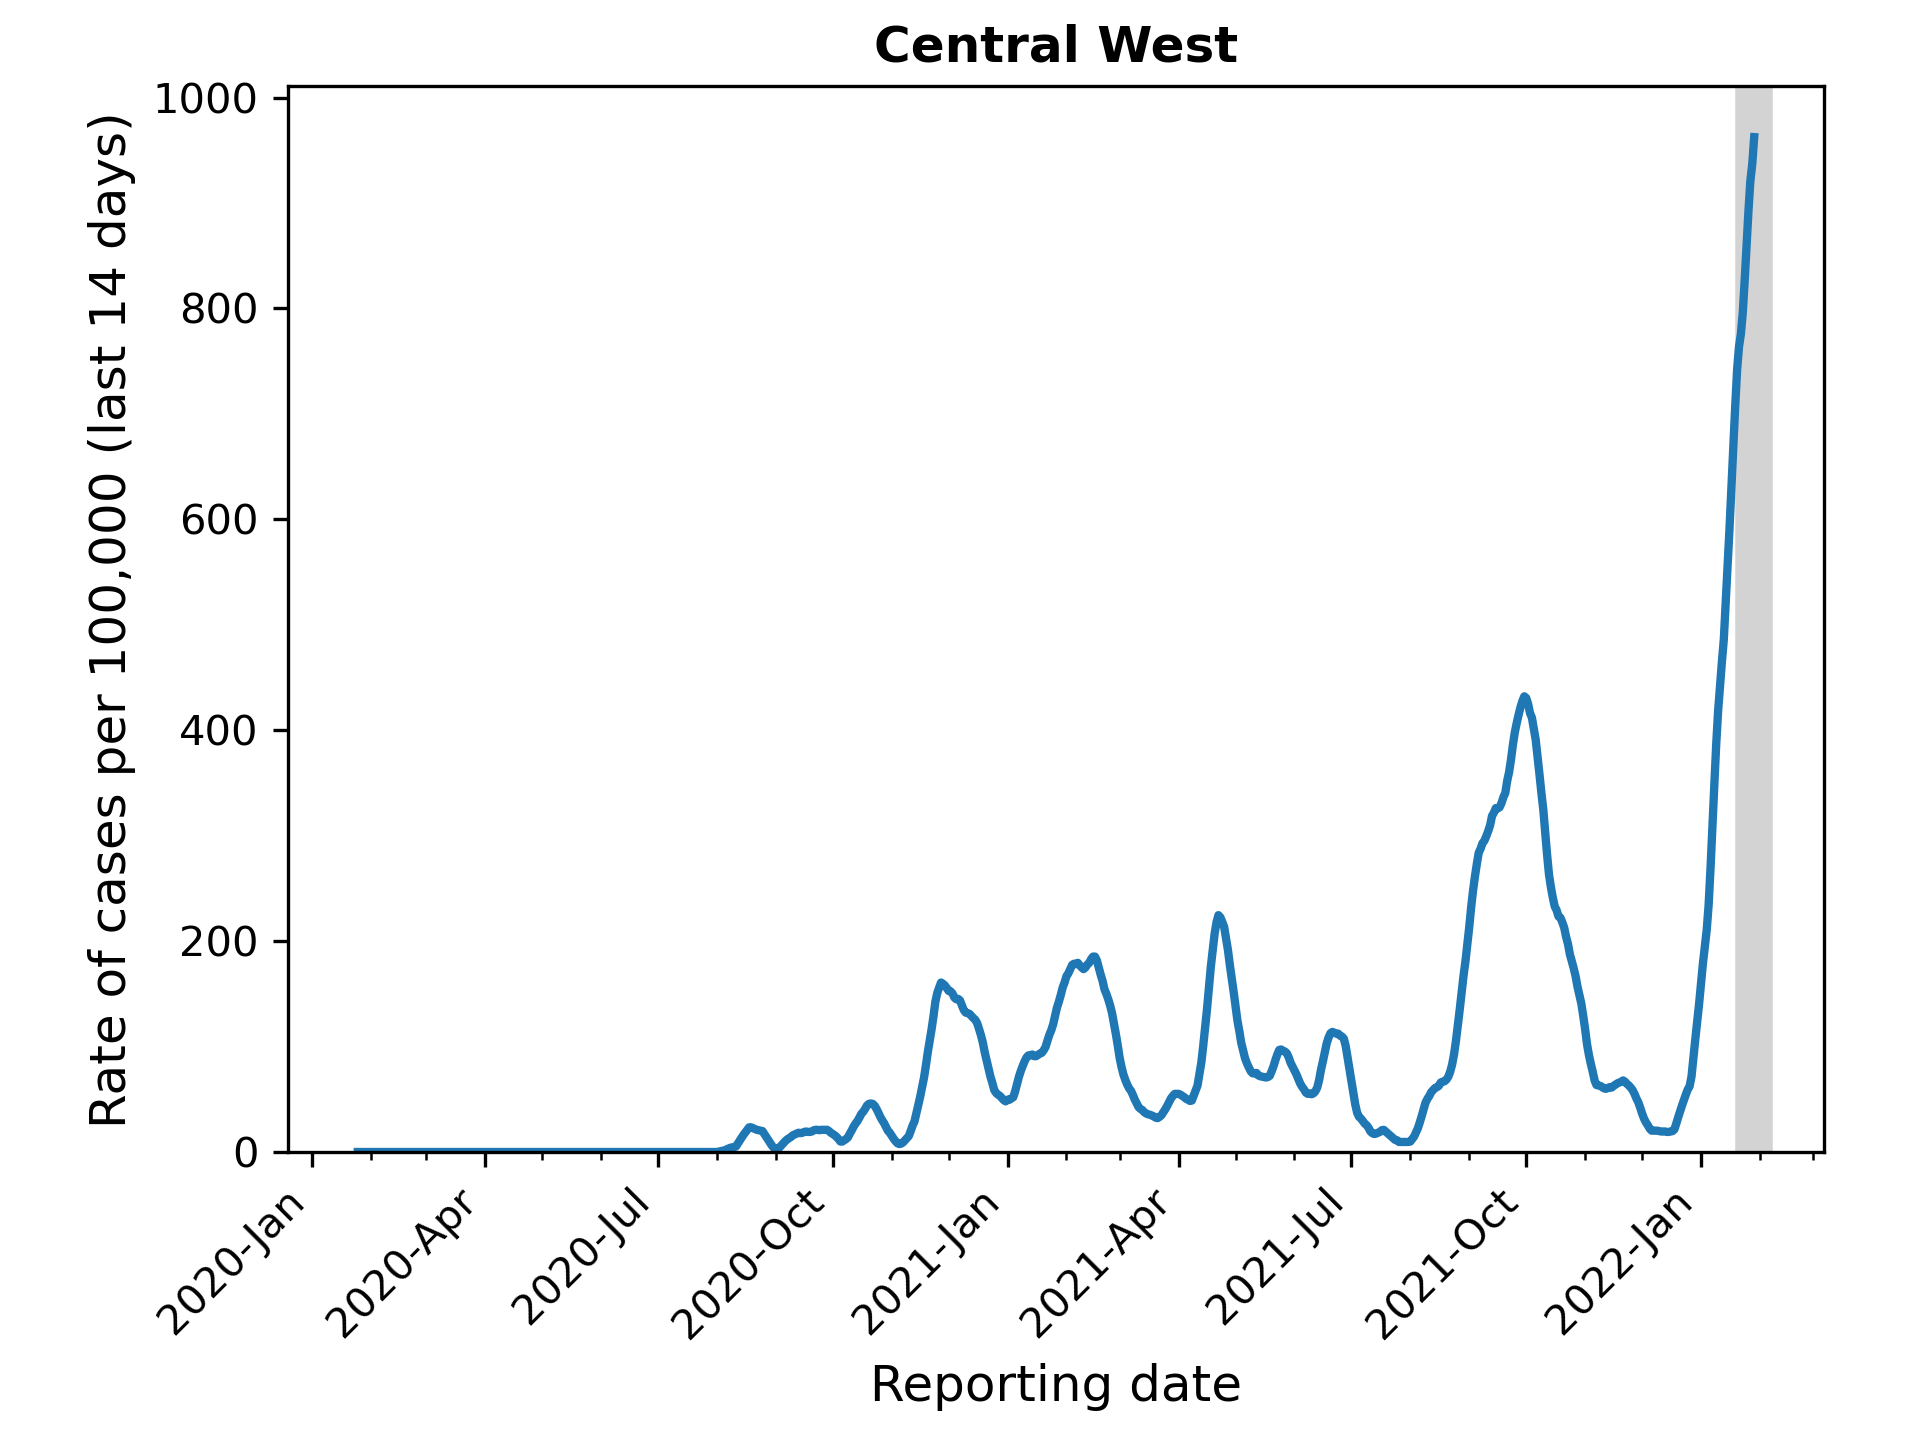 Central West
Rate of cases per 100,000 (last 14 days)
1000
800
600
400
200
0
2020-Jan
2020-Apr
2020-Jul
2020-Oct
2021-Jan
2021-Apr
2021-Jul
2021-Oct
2022-Jan
Reporting date